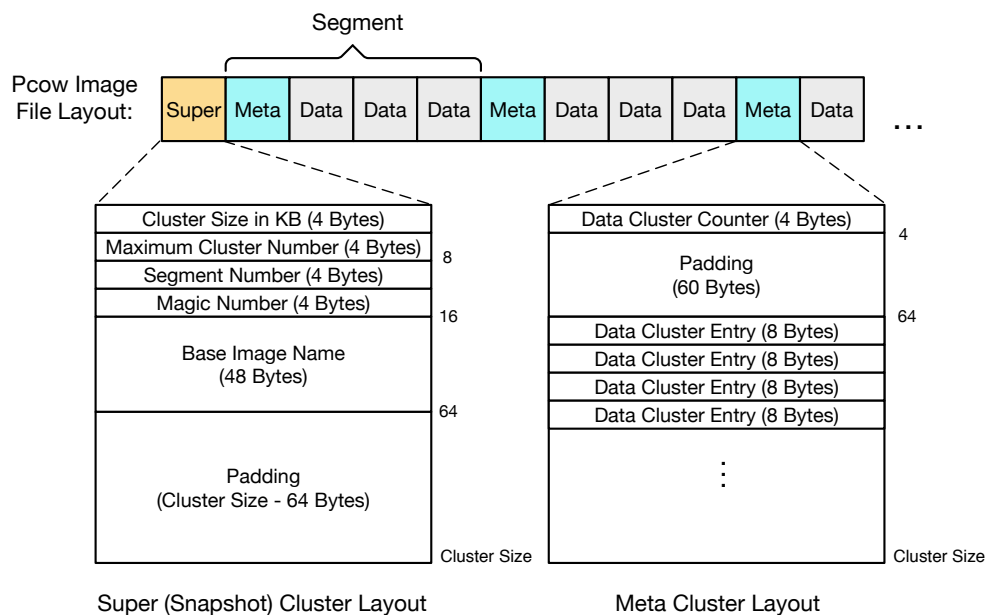 Segment
Pcow Image
File Layout:
Super Meta Data Data Data Meta Data Data Data Meta Data ...
Cluster Size in KB (4 Bytes)
Maximum Cluster Number (4 Bytes)
8
Segment Number (4 Bytes)
Magic Number (4 Bytes)
16
Base Image Name
(48 Bytes)
64
Padding
(Cluster Size - 64 Bytes)
Cluster Size
Super (Snapshot) Cluster Layout
Data Cluster Counter (4 Bytes)
4
Padding
(60 Bytes)
64
Data Cluster Entry (8 Bytes)
Data Cluster Entry (8 Bytes)
Data Cluster Entry (8 Bytes)
Data Cluster Entry (8 Bytes)
⋮
Cluster Size
Meta Cluster Layout